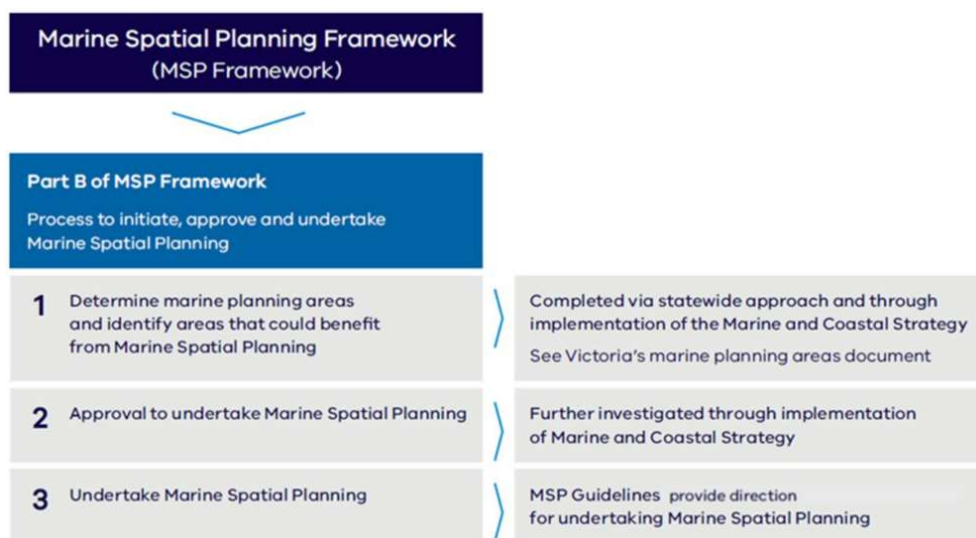 Marine Spatial Planning Framework
(MSP Framework)
Part B of MSP Framework
Process to initiate, approve and undertake
Marine Spatial Planning
1
Determine marine planning areas
and identify areas that could benefit
from Marine Spatial Planning
Completed via statewide approach and through
implementation of the Marine and Coastal Strategy
See Victoria's marine planning areas document
2
Approval to undertake Marine Spatial Planning
Further investigated through implementation
of Marine and Coastal Strategy
3
Undertake Marine Spatial Planning
MSP Guidelines provide direction
for undertaking Marine Spatial Planning